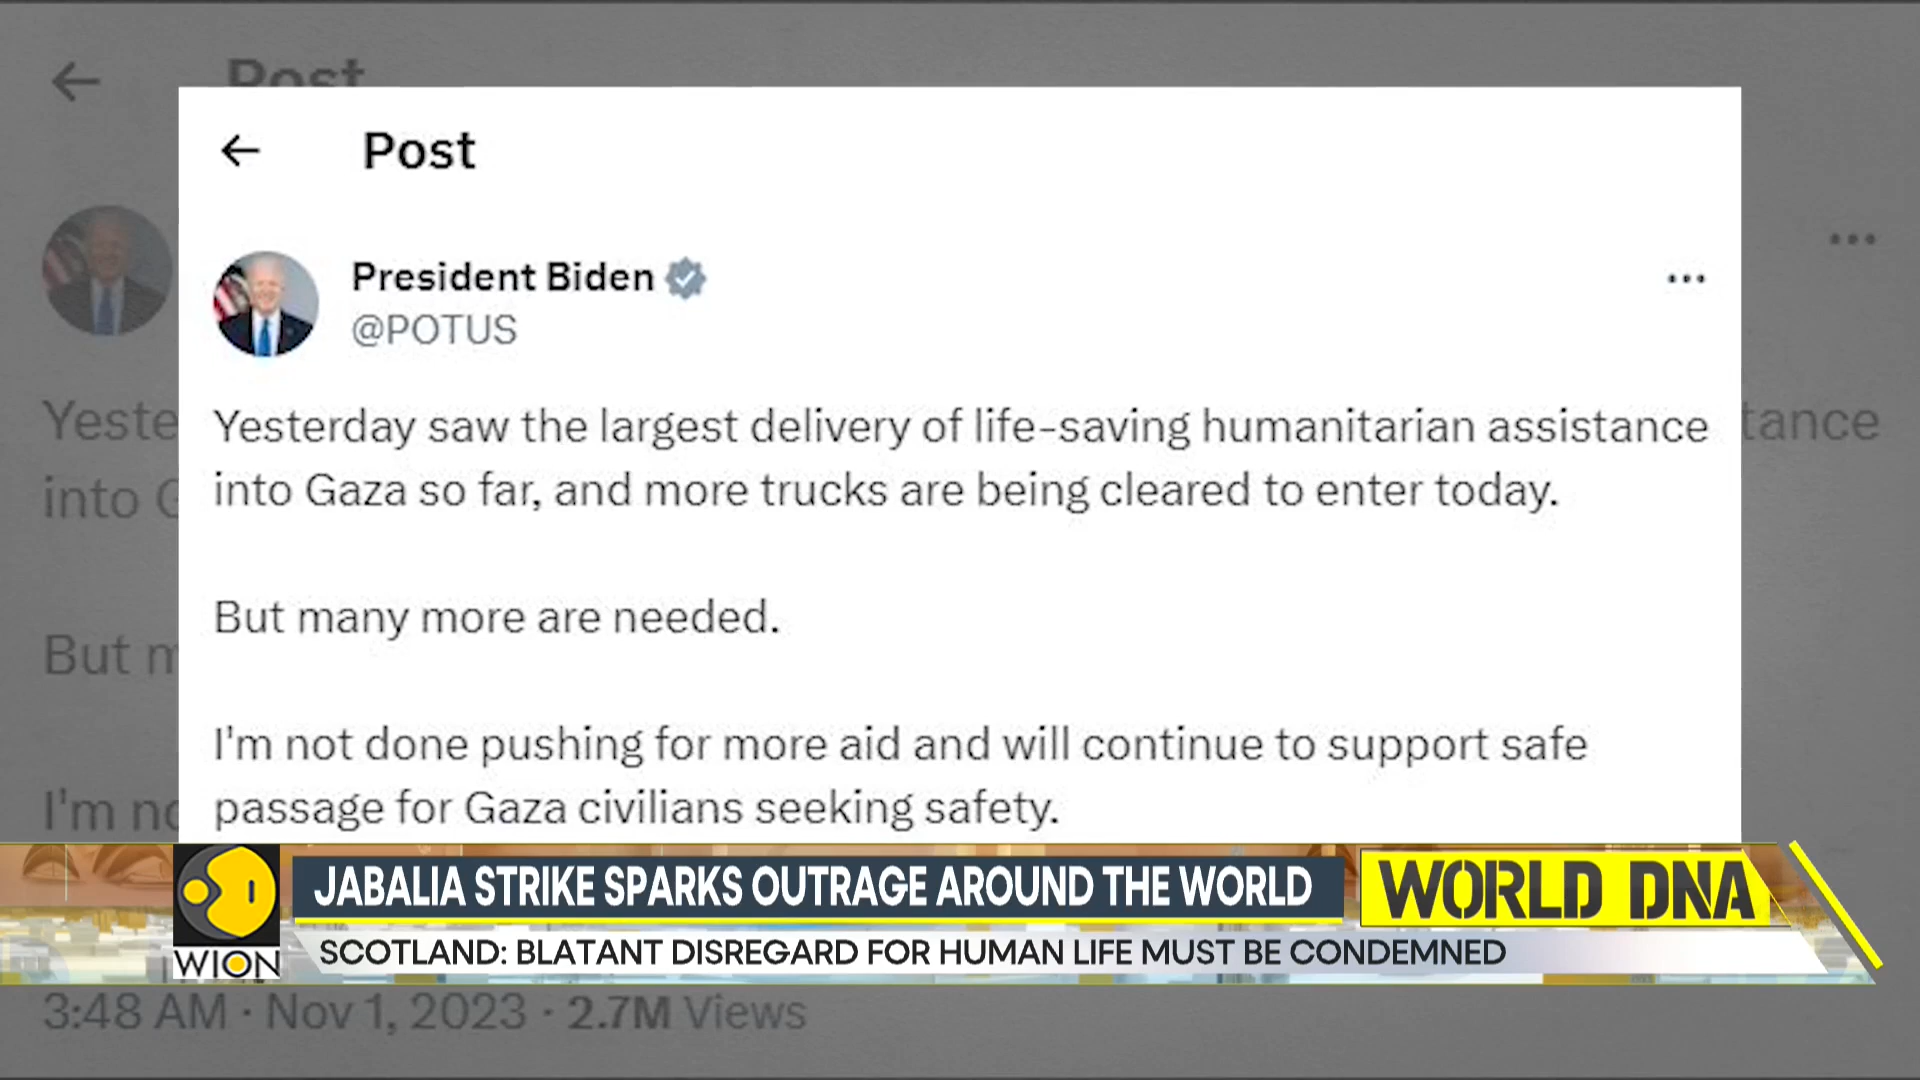 Post
Post
President Biden
@POTUS
Yesterday saw the largest delivery of life-saving humanitarian assistance
into Gaza so far, and more trucks are being cleared to enter today.
But many more are needed.
I'm not done pushing for more aid and will continue to support safe
passage for Gaza civilians seeking safety.
JABALIA STRIKE SPARKS OUTRAGE AROUND THE WORLD
WORLD DNA
SCOTLAND: BLATANT DISREGARD FOR HUMAN LIFE MUST BE CONDEMNED
WION
3:48 AM · Nov 1, 2023 · 2.7M Views